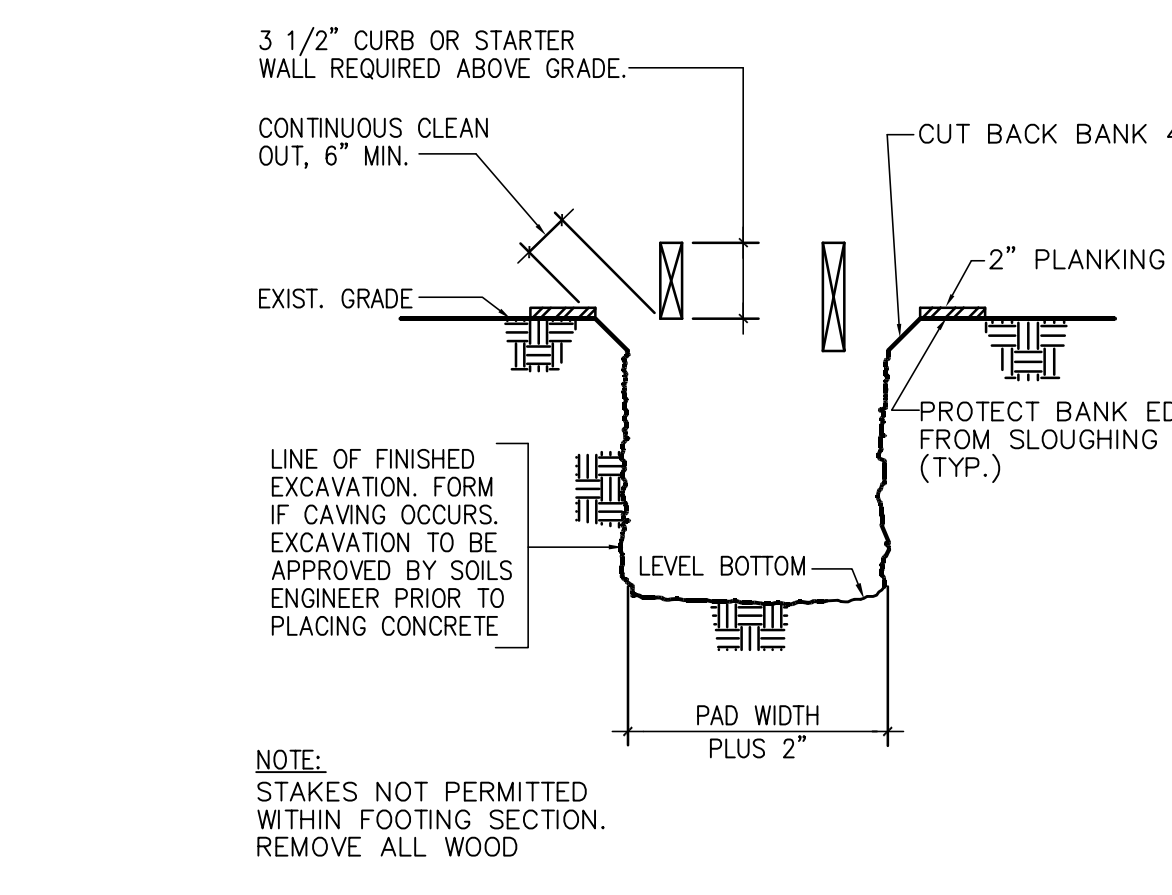 3 1/2" CURB OR STARTER
WALL REQUIRED ABOVE GRADE.
CONTINUOUS CLEAN
OUT, 6" MIN.
CUT BACK BANK
2" PLANKING
EXIST. GRADE
PROTECT BANK
FROM SLOUGHING
(TYP.)
LINE OF FINISHED
EXCAVATION. FORM
IF CAVING OCCURS.
EXCAVATION TO BE
APPROVED BY SOILS
ENGINEER PRIOR TO
PLACING CONCRETE
LEVEL BOTTOM
PAD WIDTH
PLUS 2"
NOTE:
STAKES NOT PERMITTED
WITHIN FOOTING SECTION.
REMOVE ALL WOOD